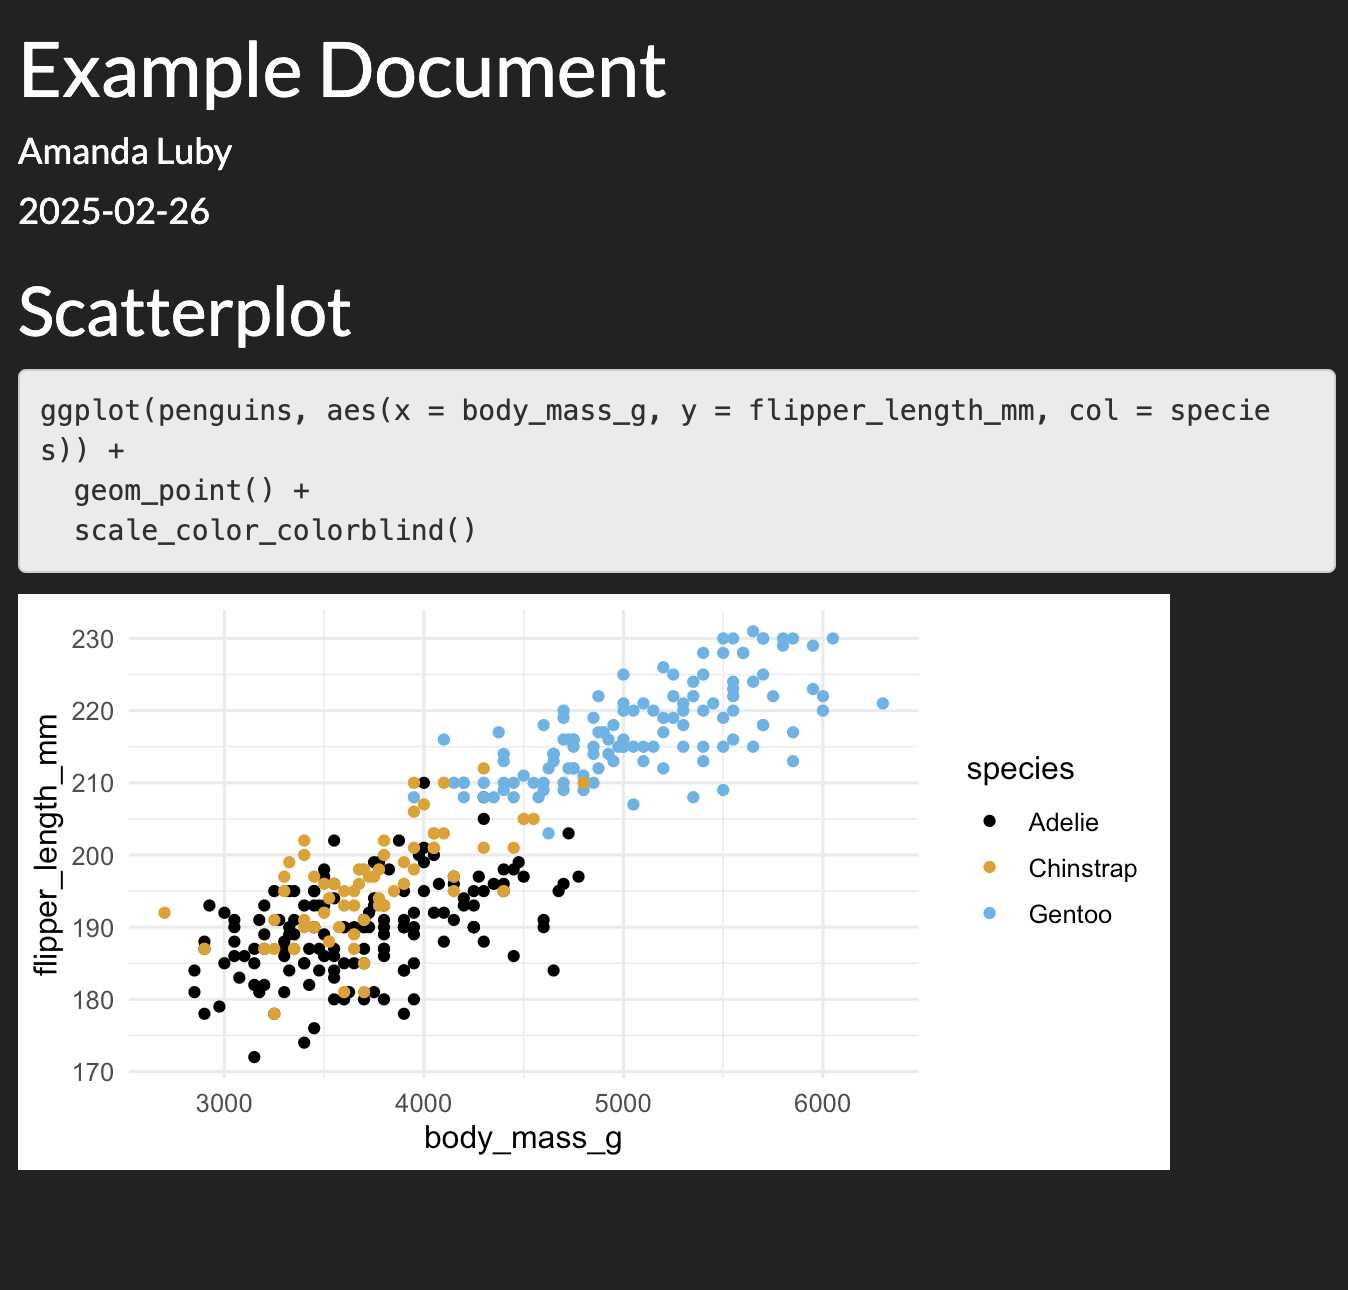 Example Document
Amanda Luby
2025-02-26
Scatterplot
ggplot(penguins, aes(x = body_mass_g, y = flipper_length_mm, col = specie
s)) +
  geom_point() +
  scale_color_colorblind()
230
220
210
200
190
180
170
flipper_length_mm
3000 4000 5000 6000
body_mass_g
species
Adelie
Chinstrap
Gentoo